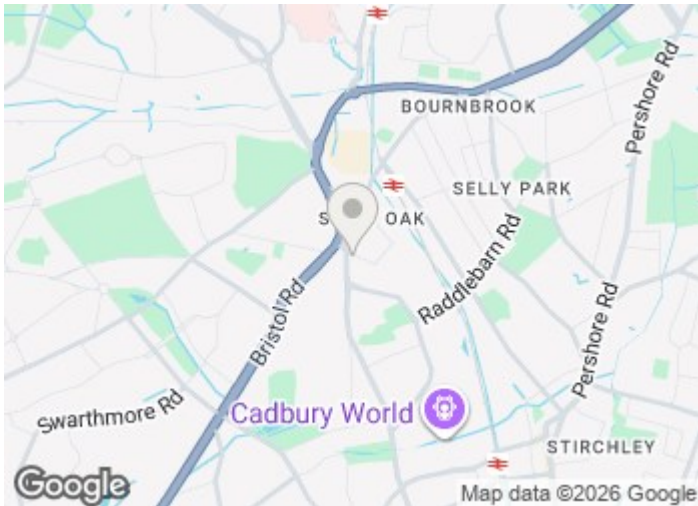 BOURNBROOK
Pershore Rd
SELLY PARK
S
OAK
Raddlebarn Rd
Bristol Rd
Pershore Rd
Swarthmore Rd
Cadbury World
STIRCHLEY
Google
Map data ©2026 Google